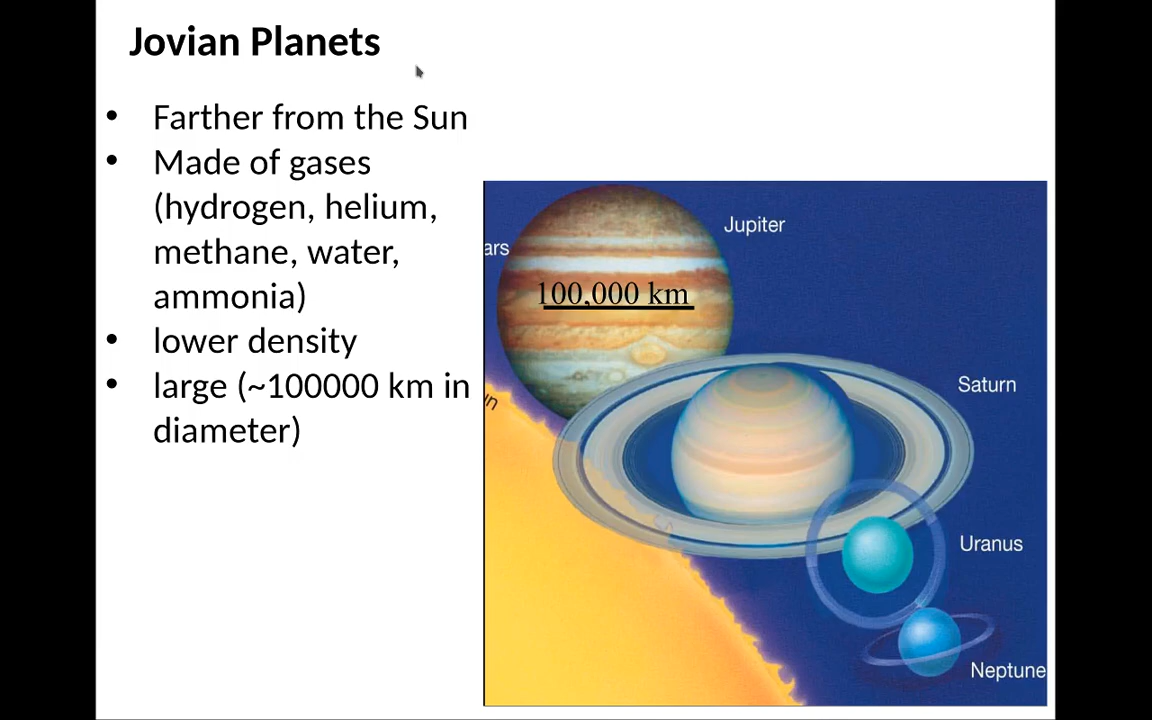 Jovian Planets
• Farther from the Sun
• Made of gases
(hydrogen, helium,
methane, water,
ammonia)
• lower density
• large (~100000 km in
diameter)
ars
Jupiter
100,000 km
un
Saturn
Uranus
Neptune